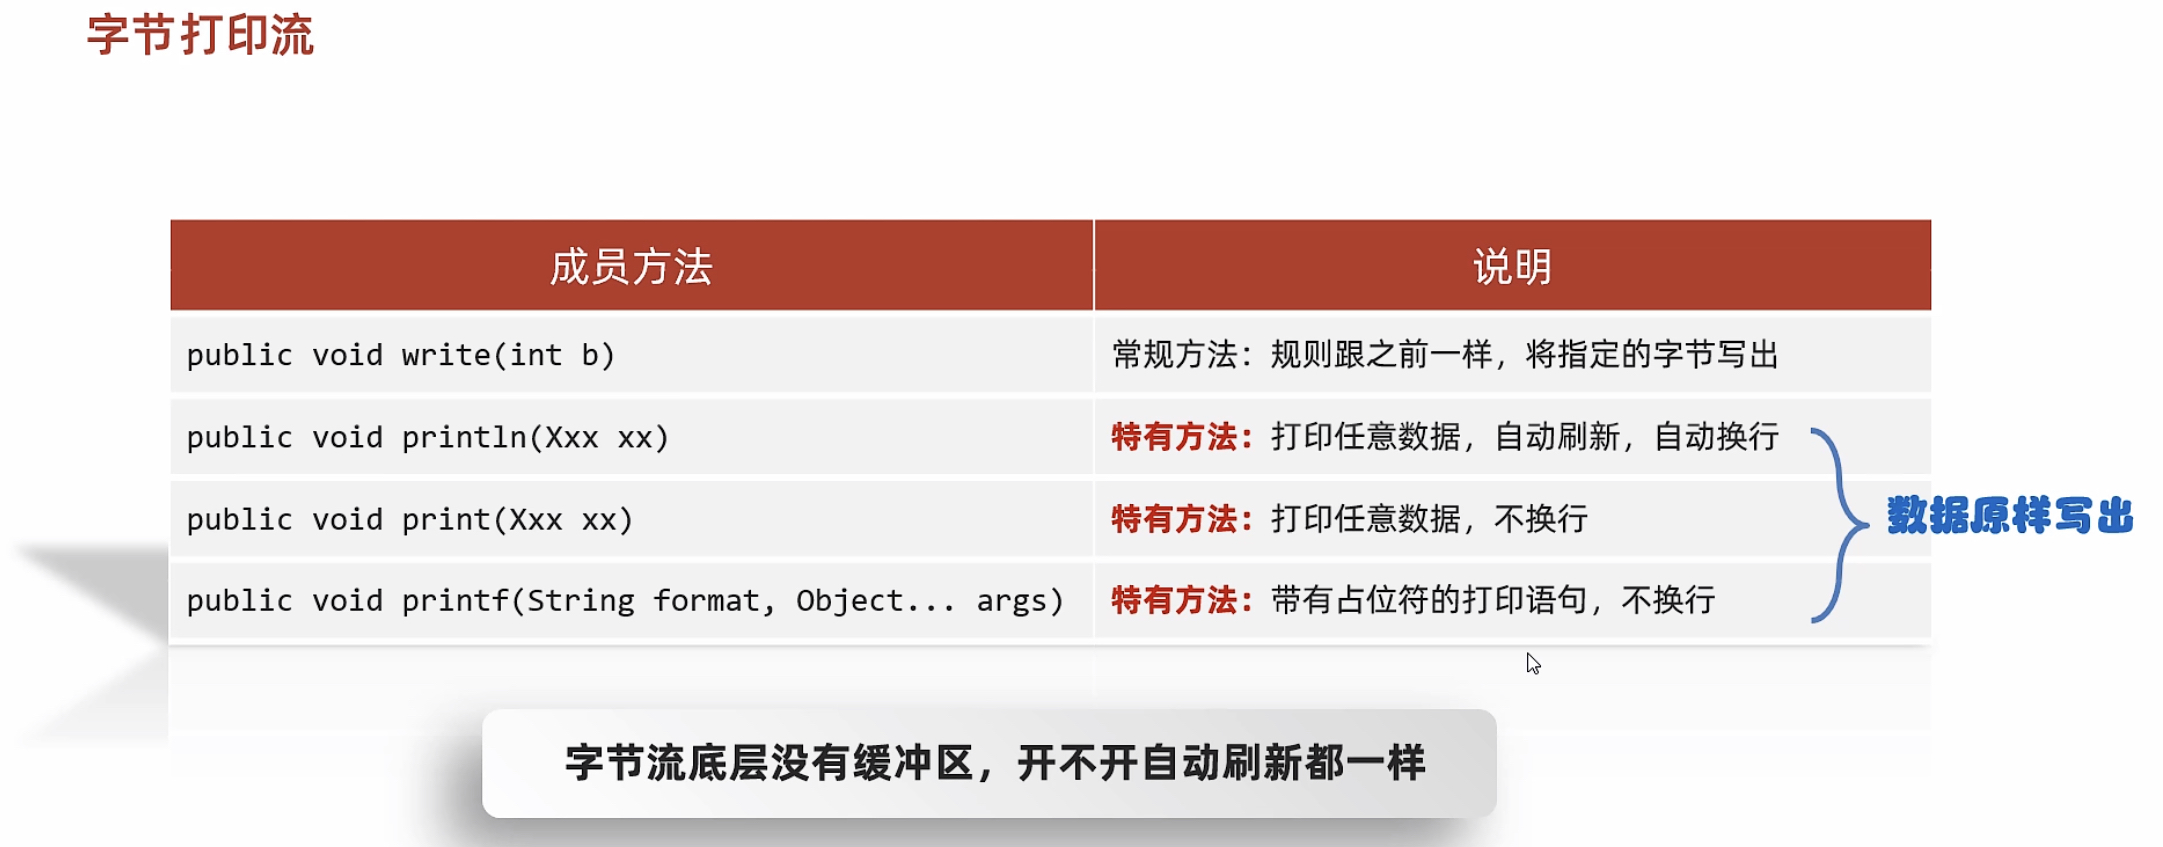 字节打印流
成员方法 说明
public void write(int b) 常规方法：规则跟之前一样，将指定的字节写出
public void println(Xxx xx) 特有方法：打印任意数据，自动刷新，自动换行
public void print(Xxx xx) 特有方法：打印任意数据，不换行
数据原样写出
public void printf(String format, Object... args) 特有方法：带有占位符的打印语句，不换行
字节流底层没有缓冲区，开不开自动刷新都一样